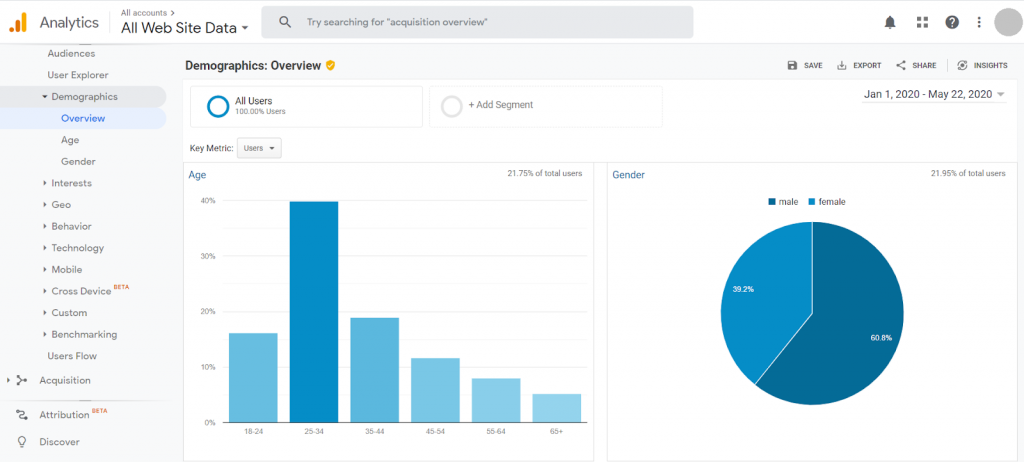 Analytics
All accounts >
All Web Site Data
Try searching for "acquisition overview"
Audiences
User Explorer
Demographics
Overview
Age
Gender
Interests
Geo
Behavior
Technology
Mobile
Cross Device BETA
Custom
Benchmarking
Users Flow
Acquisition
Attribution BETA
Discover
Demographics: Overview
SAVE
EXPORT
SHARE
INSIGHTS
All Users
100.00% Users
+ Add Segment
Jan 1, 2020 - May 22, 2020
Key Metric:
Users
Age
21.75% of total users
40%
30%
20%
10%
0%
18-24
25-34
35-44
45-54
55-64
65+
Gender
21.95% of total users
male
female
39.2%
60.8%